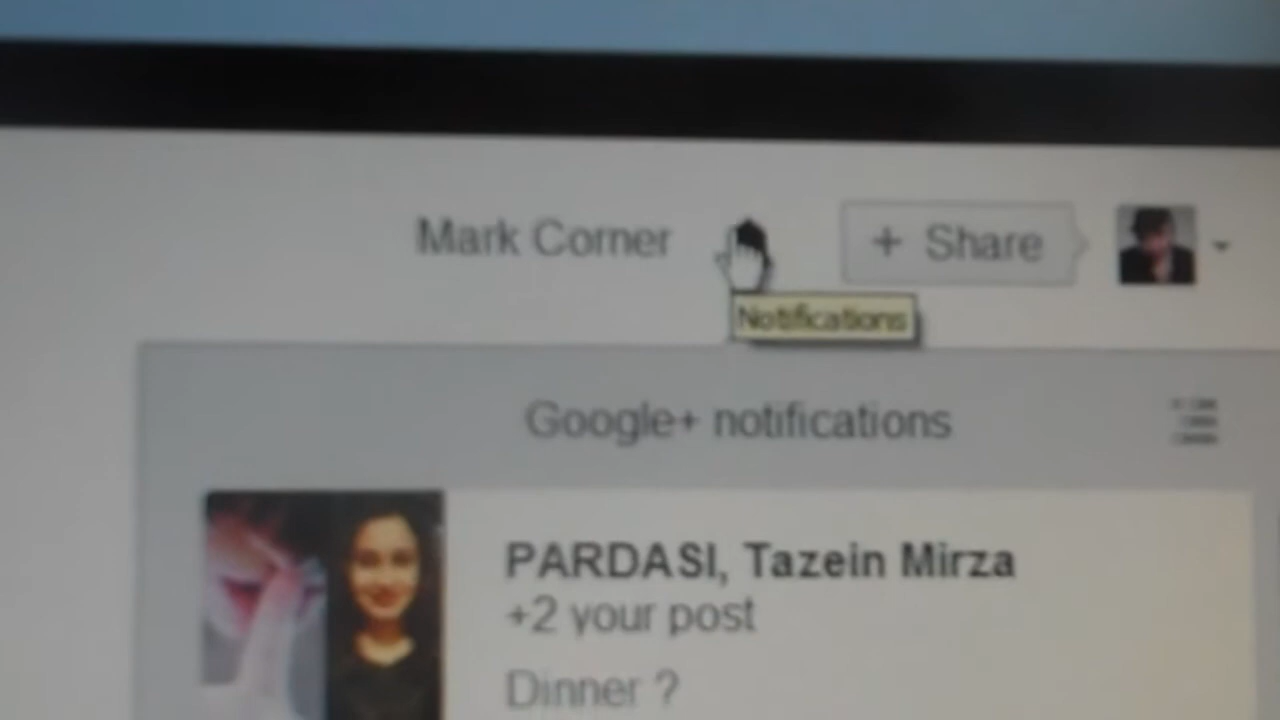 Mark Corner
+ Share
Notifications
Google+ notifications
PARDASI, Tazein Mirza
+2 your post
Dinner ?